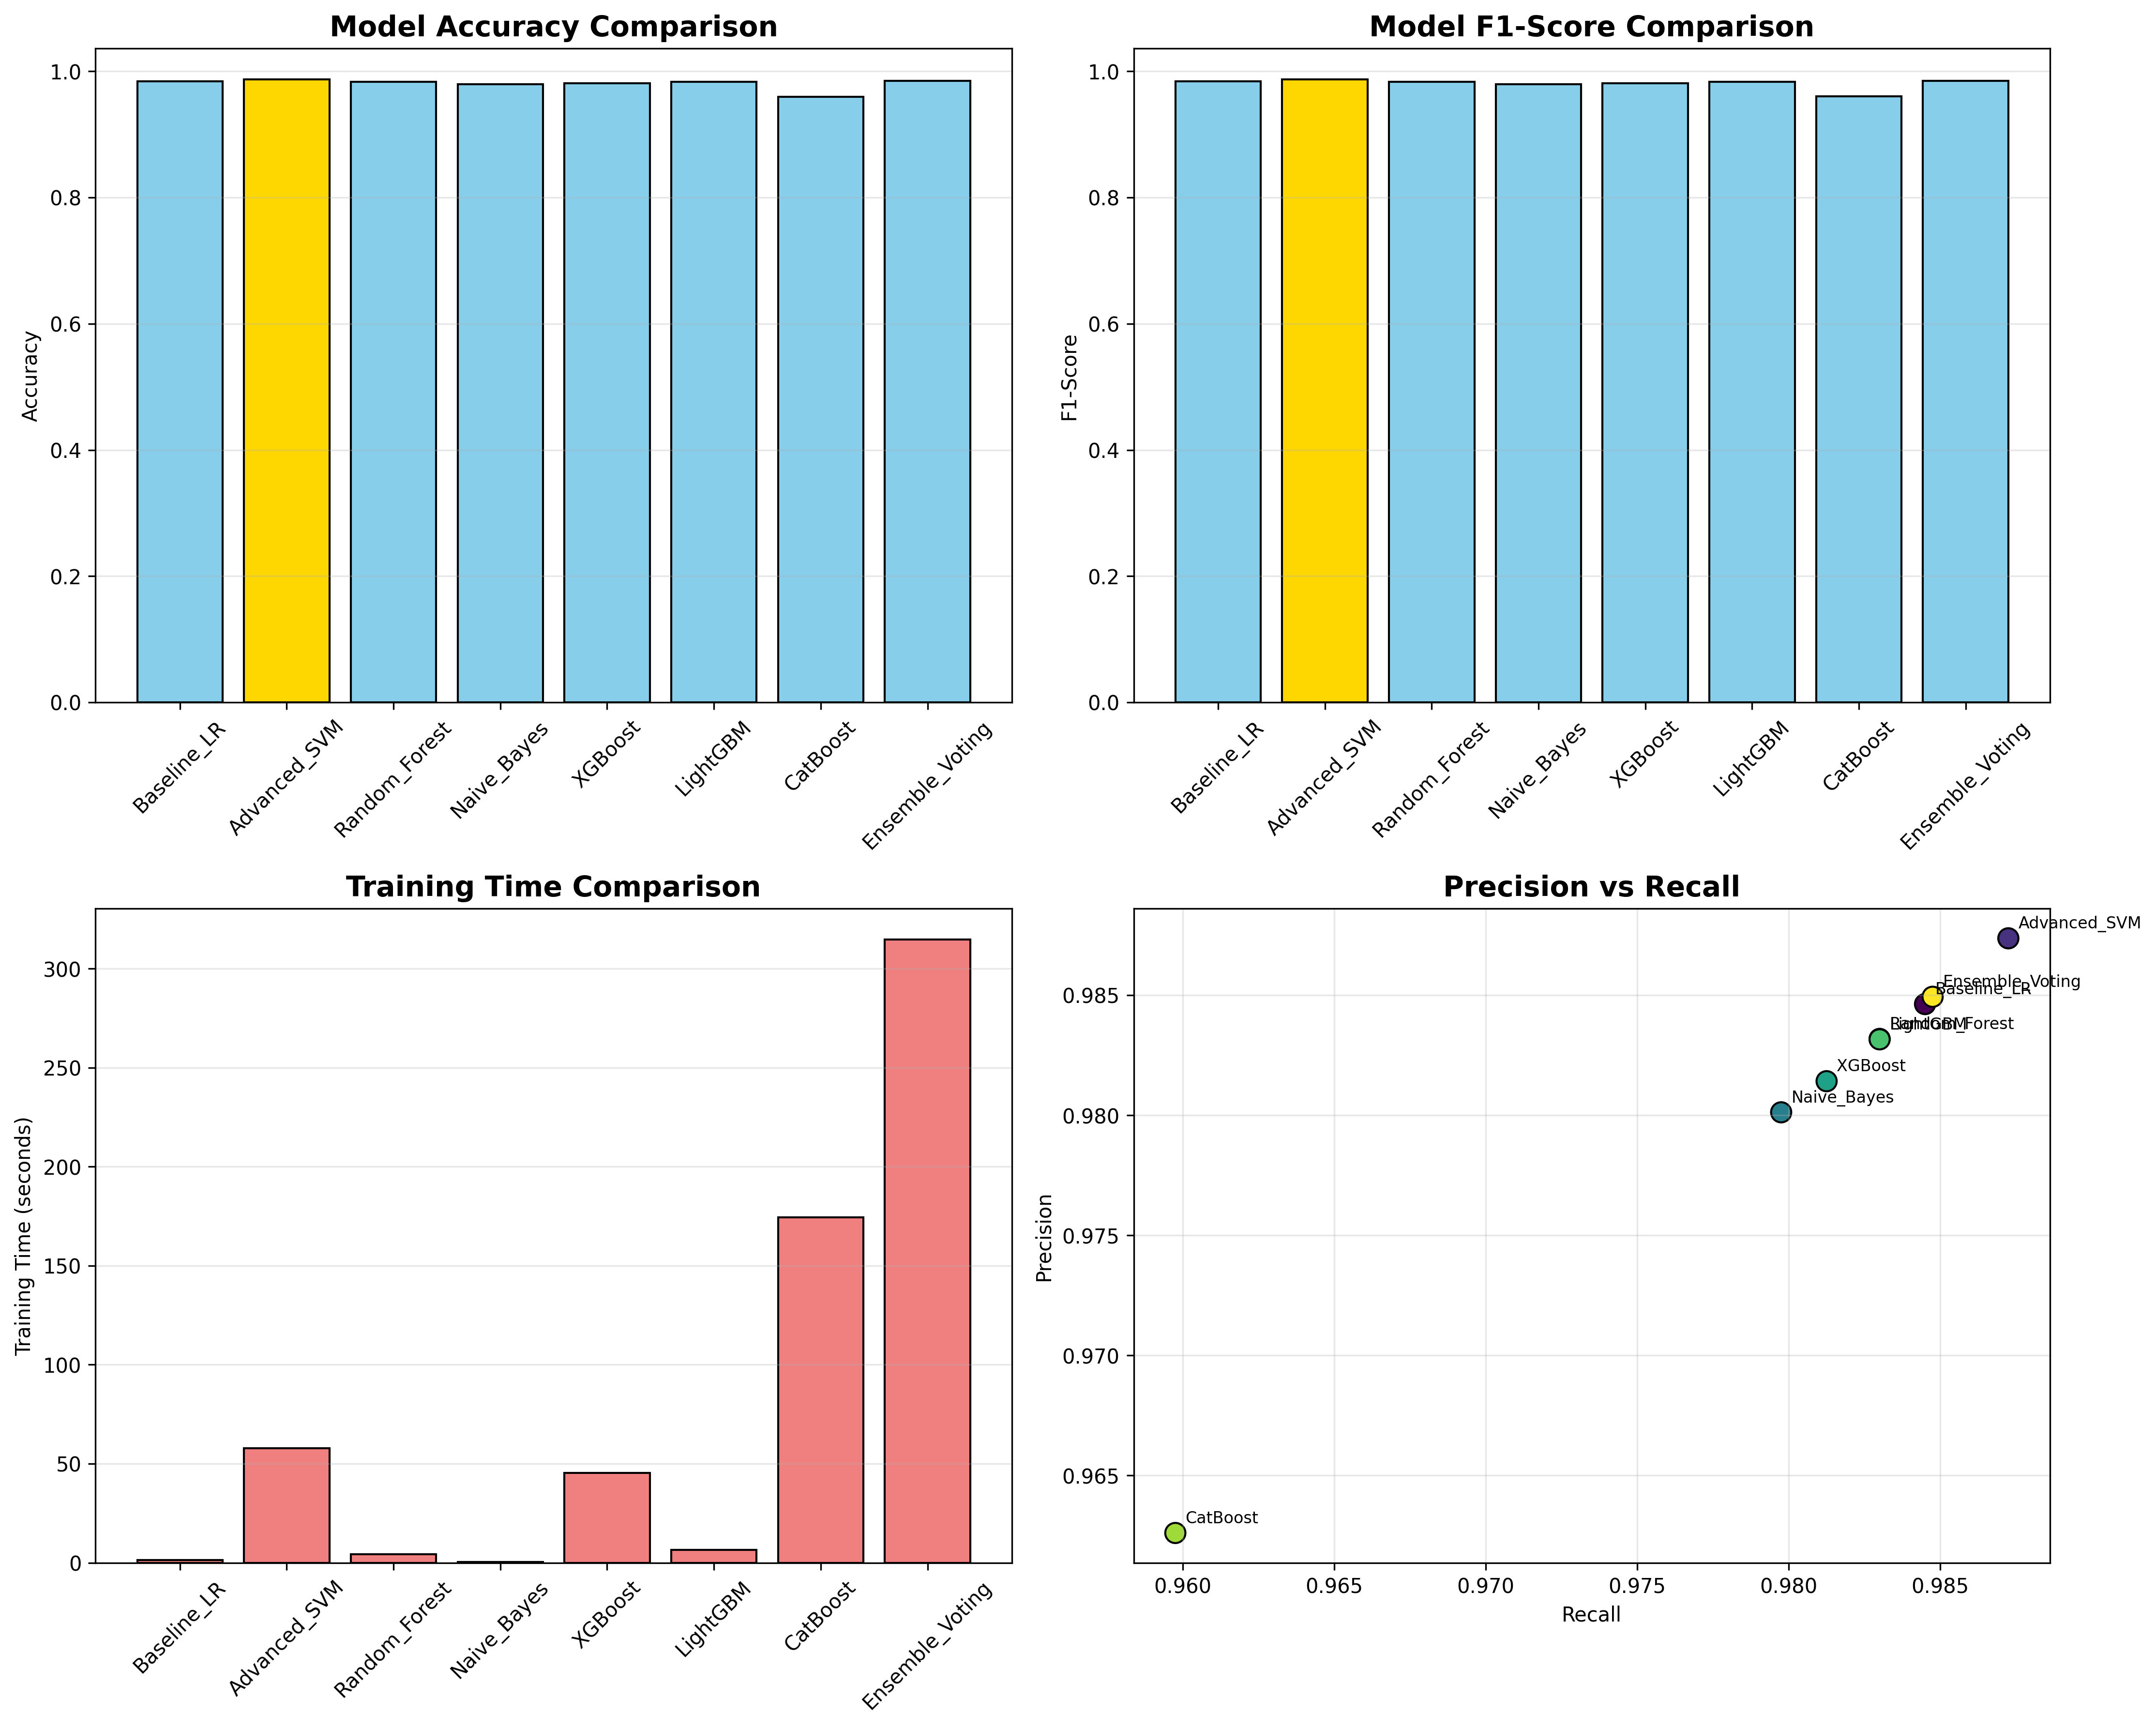 Model Accuracy Comparison
Accuracy
1.0
0.8
0.6
0.4
0.2
0.0
Baseline_LR
Advanced_SVM
Random_Forest
Naive_Bayes
XGBoost
LightGBM
CatBoost
Ensemble_Voting
Model F1-Score Comparison
F1-Score
1.0
0.8
0.6
0.4
0.2
0.0
Baseline_LR
Advanced_SVM
Random_Forest
Naive_Bayes
XGBoost
LightGBM
CatBoost
Ensemble_Voting
Training Time Comparison
Training Time (seconds)
300
250
200
150
100
50
0
Baseline_LR
Advanced_SVM
Random_Forest
Naive_Bayes
XGBoost
LightGBM
CatBoost
Ensemble_Voting
Precision vs Recall
Precision
0.985
0.980
0.975
0.970
0.965
Advanced_SVM
Ensemble_Voting
Baseline_LR
Random_Forest
LightGBM
XGBoost
Naive_Bayes
CatBoost
0.960
0.965
0.970
0.975
0.980
0.985
Recall